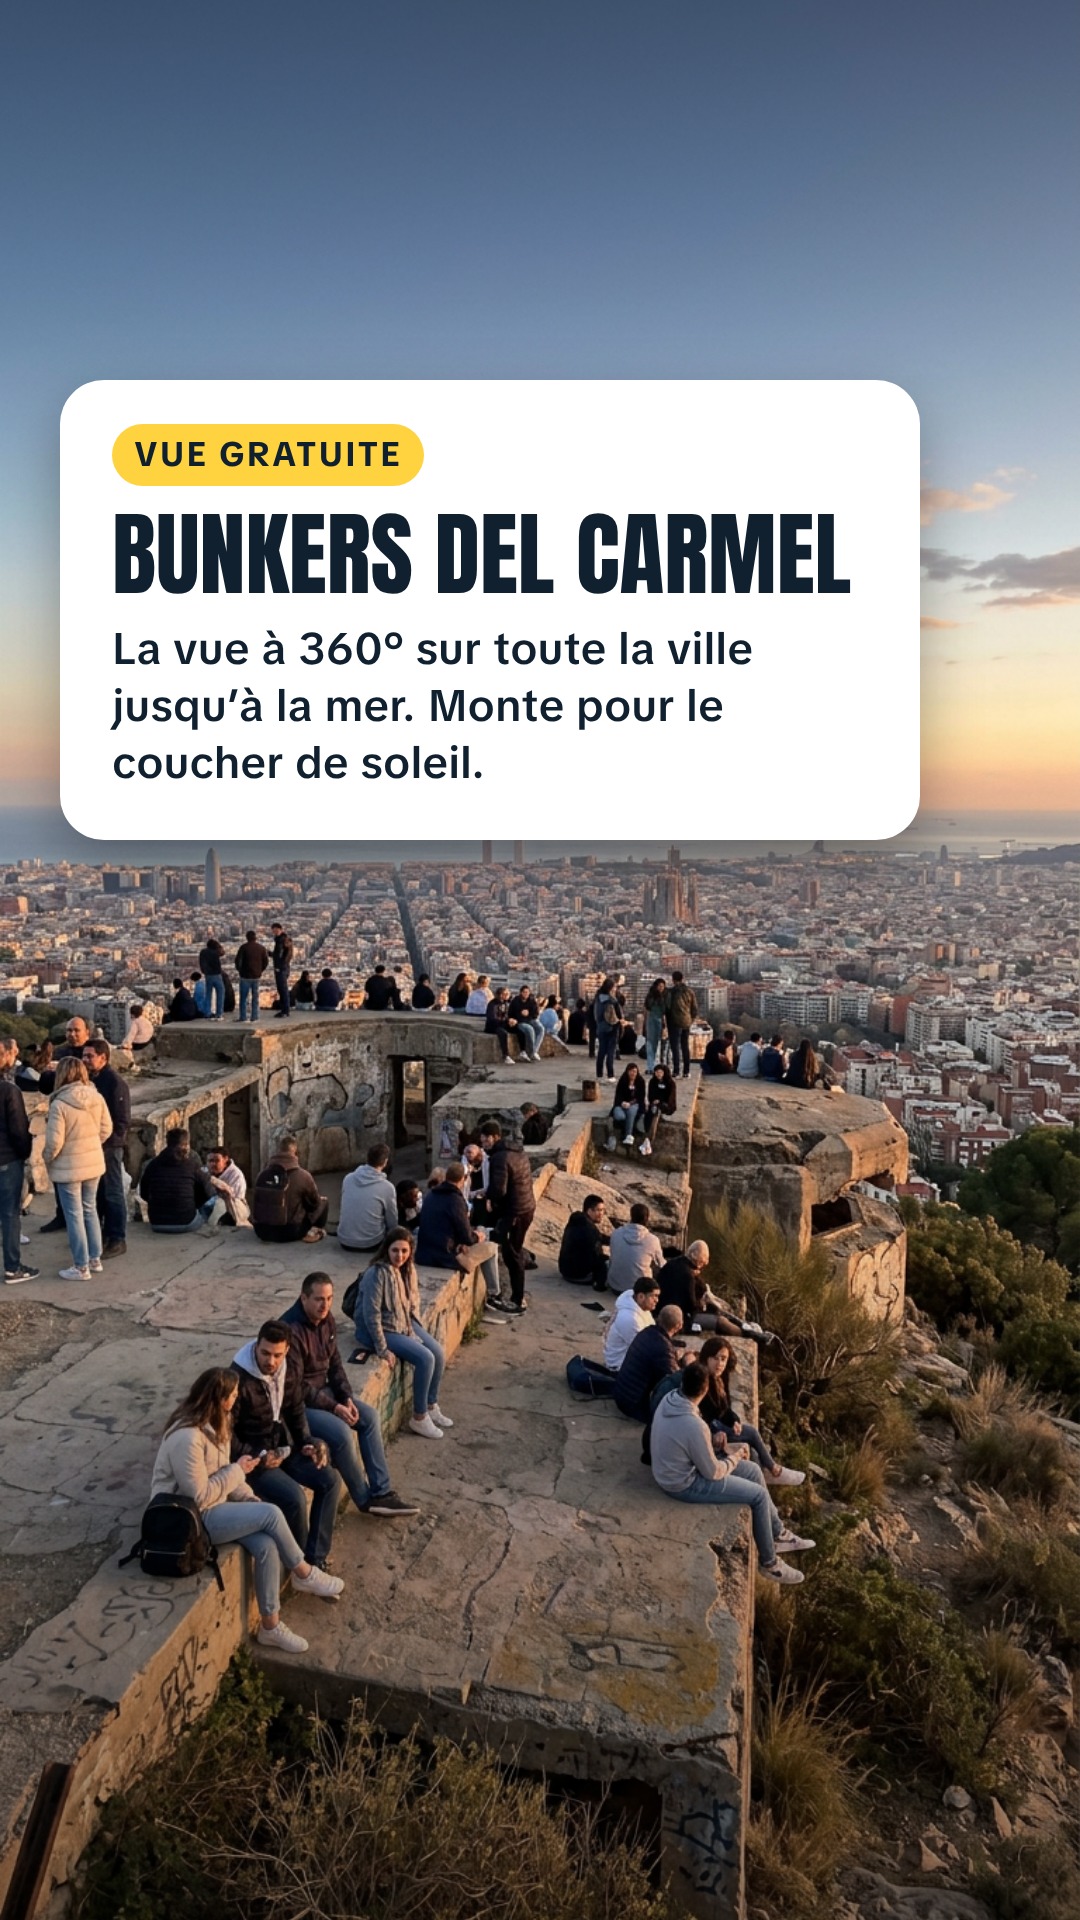 VUE GRATUITE
BUNKERS DEL CARMEL
La vue à 360° sur toute la ville
jusqu’à la mer. Monte pour le
coucher de soleil.